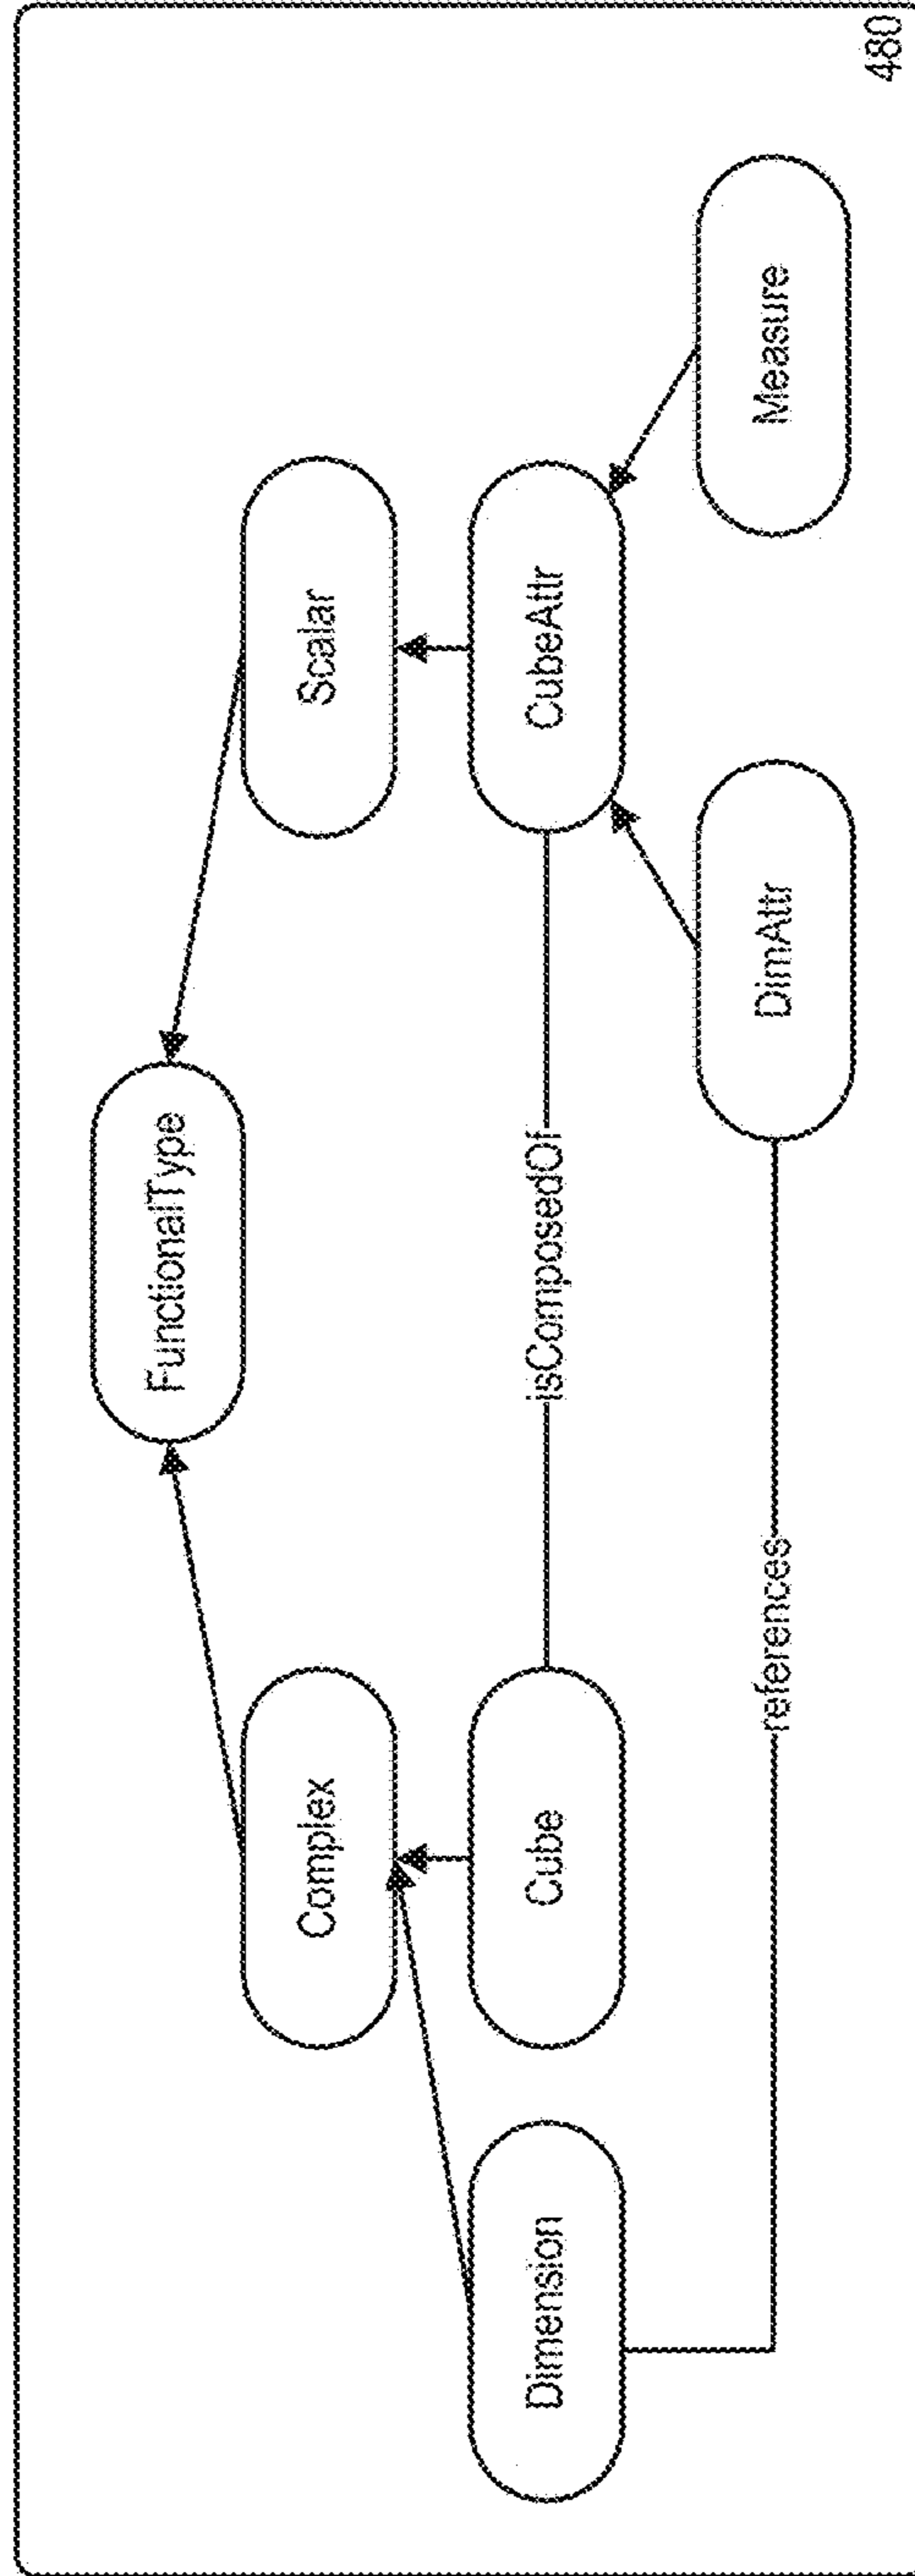 FunctionalType
Complex
Scalar
Dimension
Cube
isComposedOf
CubeAttr
references
DimAttr
Measure
480